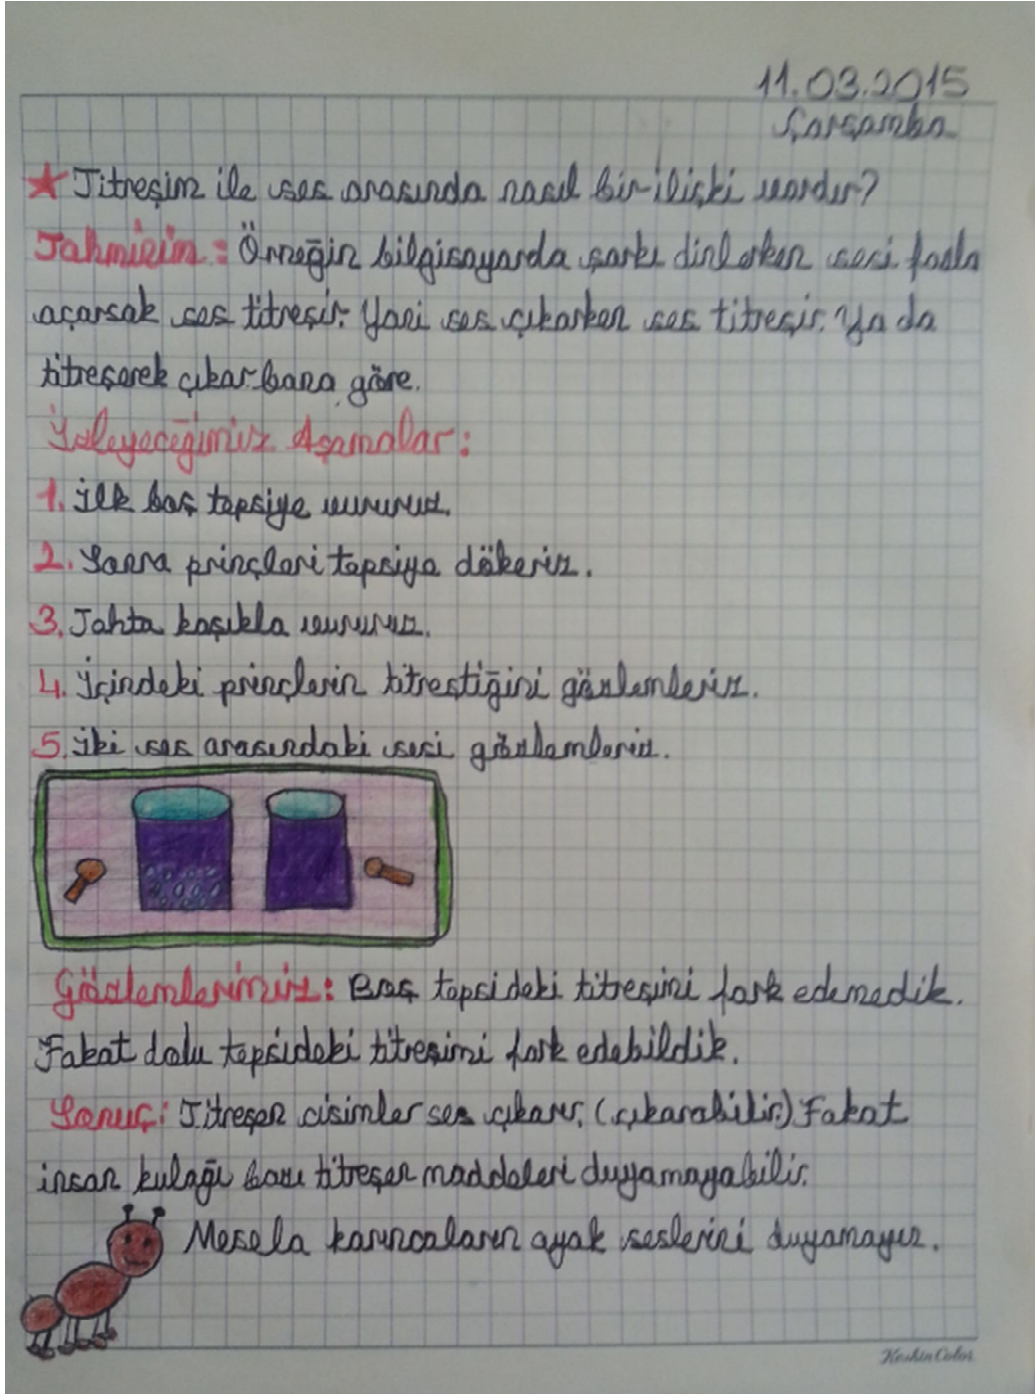 11.03.2015
Çarşamba
Titreşim ile ses arasında nasıl bir ilişki vardır?
Tahminim: Örneğin bilgisayarda şarkı dinlerken sesi fazla
açarsak ses titreşir. Yani ses çıkarken ses titreşir. Ya da
titreşerek çıkar bana göre.
İzleyeceğimiz Aşamalar:
1. İlk boş tepsiye vururuz.
2. Sonra prinçleri tepsiye dökeriz.
3. Tahta kaşıkla vururuz.
4. İçindeki prinçlerin titreştiğini gözlemleriz.
5. İki ses arasındaki sesi gözlemleriz.
Gözlemlerimiz: Boş tepsideki titreşimi fark edemedik.
Fakat dolu tepsideki titreşimi fark edebildik.
Sonuç: Titreşen cisimler ses çıkarır. (çıkarabilir.) Fakat
insan kulağı bazı titreşen maddeleri duyamayabilir.
Mesela karıncaların ayak seslerini duyamayız.
KeskinColor